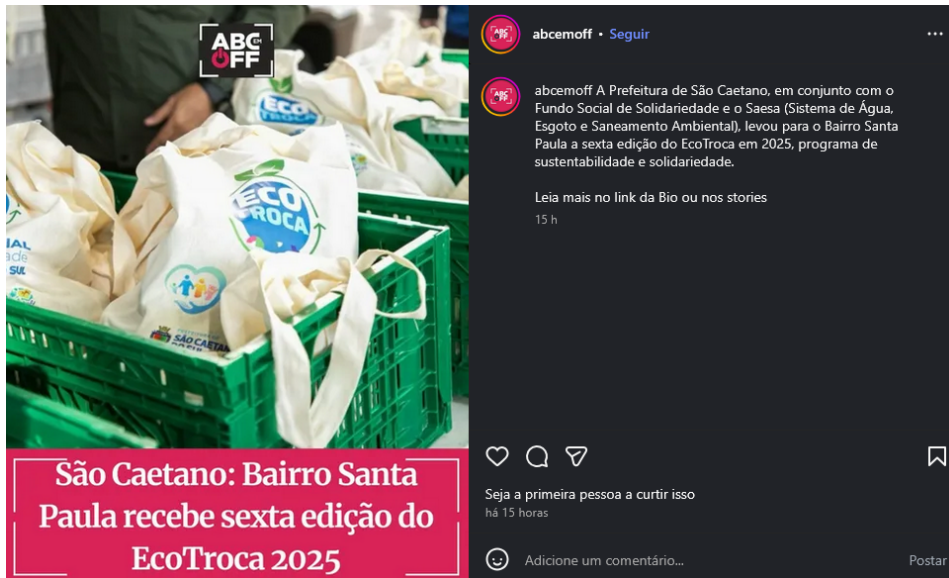 ABC EM
OFF
ECO
TROCA
ECO
TROCA
SUL
SÃO CAETANO
DO SUL
São Caetano: Bairro Santa
Paula recebe sexta edição do
EcoTroca 2025
abcemoff • Seguir
abcemoff A Prefeitura de São Caetano, em conjunto com o
Fundo Social de Solidariedade e o Saesa (Sistema de Água,
Esgoto e Saneamento Ambiental), levou para o Bairro Santa
Paula a sexta edição do EcoTroca em 2025, programa de
sustentabilidade e solidariedade.
Leia mais no link da Bio ou nos stories
15 h
Seja a primeira pessoa a curtir isso
há 15 horas
Adicione um comentário...
Postar